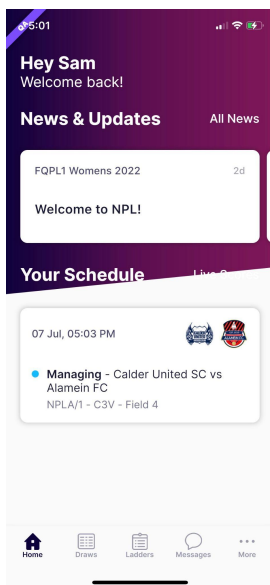 5:01
Hey Sam
Welcome back!
News & Updates
All News
FQPL1 Womens 2022
2d
Welcome to NPL!
Your Schedule
07 Jul, 05:03 PM
Managing - Calder United SC vs
Alamein FC
NPLA/1 - C3V - Field 4
Home
Draws
Ladders
Messages
More